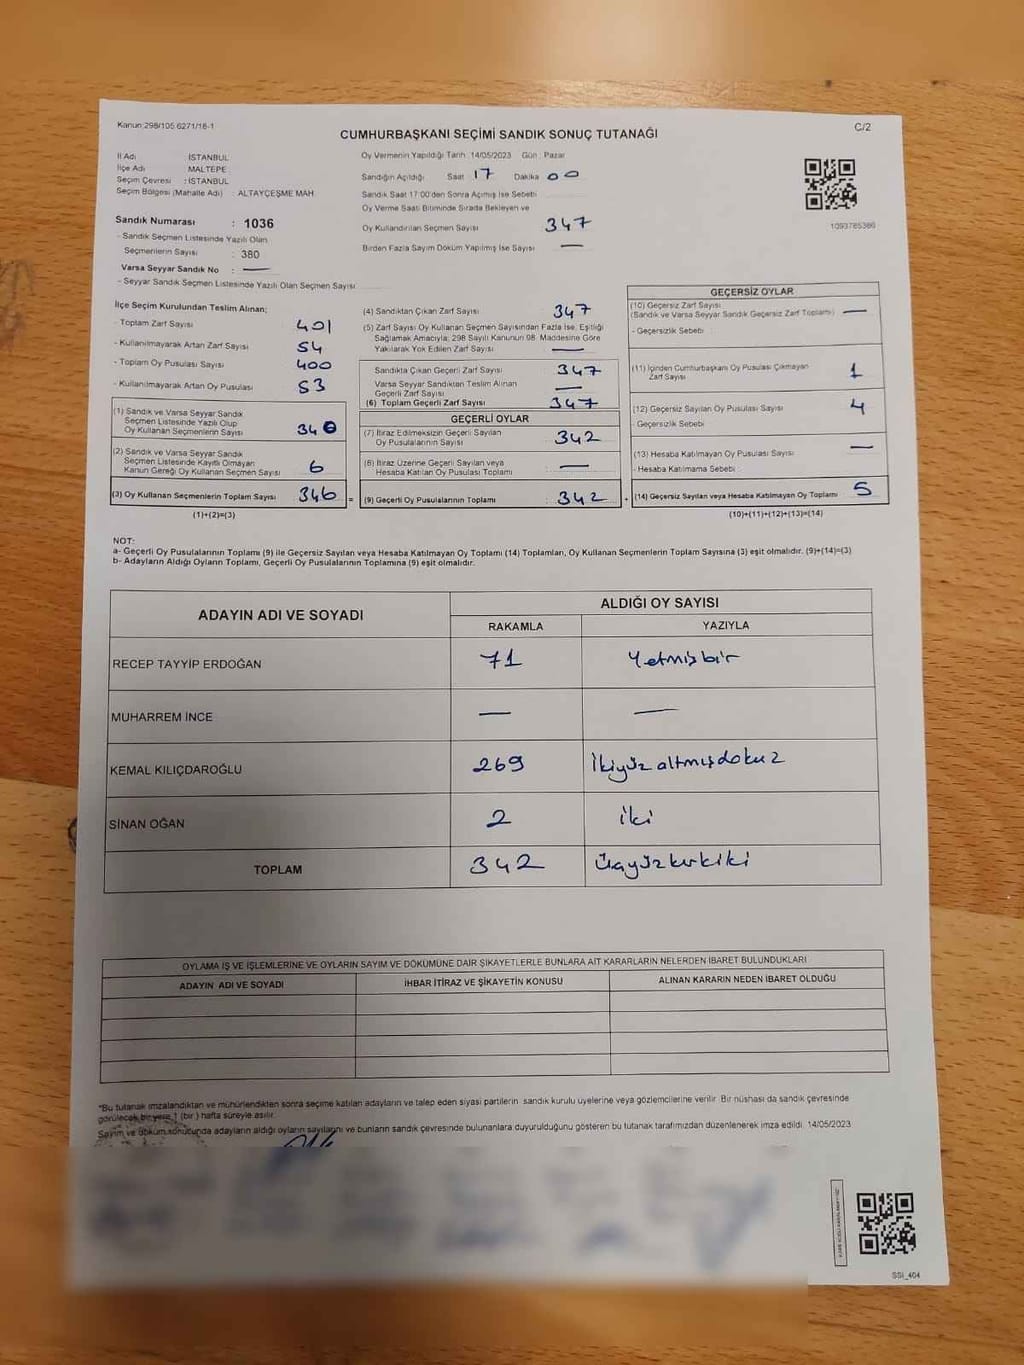 Kanun:298/105 6271/18-1
C/2
CUMHURBAŞKANI SEÇİMİ SANDIK SONUÇ TUTANAĞI
İl Adı : İSTANBUL
İlçe Adı : MALTEPE
Seçim Çevresi : İSTANBUL
Seçim Bölgesi (Mahalle Adı) : ALTAYÇEŞME MAH
Oy Vermenin Yapıldığı Tarih :14/05/2023 Gün : Pazar
Sandığın Açıldığı Saat 17 Dakika 00
Sandık Saat 17:00'den Sonra Açılmış İse Sebebi
Oy Verme Saati Bitiminde Sırada Bekleyen ve
Oy Kullandırılan Seçmen Sayısı 347
Birden Fazla Sayım Döküm Yapılmış İse Sayısı —
1093785386
Sandık Numarası : 1036
- Sandık Seçmen Listesinde Yazılı Olan
Seçmenlerin Sayısı : 380
Varsa Seyyar Sandık No : —
- Seyyar Sandık Seçmen Listesinde Yazılı Olan Seçmen Sayısı
İlçe Seçim Kurulundan Teslim Alınan;
- Toplam Zarf Sayısı 401
- Kullanılmayarak Artan Zarf Sayısı 54
- Toplam Oy Pusulası Sayısı 400
- Kullanılmayarak Artan Oy Pusulası 53
(1) Sandık ve Varsa Seyyar Sandık
Seçmen Listesinde Yazılı Olup
Oy Kullanan Seçmenlerin Sayısı 340
(2) Sandık ve Varsa Seyyar Sandık
Seçmen Listesinde Kayıtlı Olmayan
Kanun Gereği Oy Kullanan Seçmen Sayısı 6
(3) Oy Kullanan Seçmenlerin Toplam Sayısı 346 =
(1)+(2)=(3)
(4) Sandıktan Çıkan Zarf Sayısı 347
(5) Zarf Sayısı Oy Kullanan Seçmen Sayısından Fazla İse, Eşitliği
Sağlamak Amacıyla; 298 Sayılı Kanunun 98. Maddesine Göre
Yakılarak Yok Edilen Zarf Sayısı —
Sandıkta Çıkan Geçerli Zarf Sayısı 347
Varsa Seyyar Sandıktan Teslim Alınan
Geçerli Zarf Sayısı —
(6) Toplam Geçerli Zarf Sayısı 347
GEÇERLİ OYLAR
(7) İtiraz Edilmeksizin Geçerli Sayılan
Oy Pusulalarının Sayısı 342
(8) İtiraz Üzerine Geçerli Sayılan veya
Hesaba Katılan Oy Pusulası Toplamı —
(9) Geçerli Oy Pusulalarının Toplamı 342 +
GEÇERSİZ OYLAR
(10) Geçersiz Zarf Sayısı
(Sandık ve Varsa Seyyar Sandık Geçersiz Zarf Toplamı) —
- Geçersizlik Sebebi :
(11) İçinden Cumhurbaşkanı Oy Pusulası Çıkmayan
Zarf Sayısı 1
(12) Geçersiz Sayılan Oy Pusulası Sayısı 4
- Geçersizlik Sebebi
(13) Hesaba Katılmayan Oy Pusulası Sayısı —
- Hesaba Katılmama Sebebi :
(14) Geçersiz Sayılan veya Hesaba Katılmayan Oy Toplamı 5
(10)+(11)+(12)+(13)=(14)
NOT:
a- Geçerli Oy Pusulalarının Toplamı (9) ile Geçersiz Sayılan veya Hesaba Katılmayan Oy Toplamı (14) Toplamları, Oy Kullanan Seçmenlerin Toplam Sayısına (3) eşit olmalıdır. (9)+(14)=(3)
b- Adayların Aldığı Oyların Toplamı, Geçerli Oy Pusulalarının Toplamına (9) eşit olmalıdır.
ADAYIN ADI VE SOYADI
ALDIĞI OY SAYISI
RAKAMLA YAZIYLA
RECEP TAYYİP ERDOĞAN 71 Yetmişbir
MUHARREM İNCE — —
KEMAL KILIÇDAROĞLU 269 İkiyüzaltmışdokuz
SİNAN OĞAN 2 iki
TOPLAM 342 üçyüzkırkiki
OYLAMA İŞ VE İŞLEMLERİNE VE OYLARIN SAYIM VE DÖKÜMÜNE DAİR ŞİKAYETLERLE BUNLARA AİT KARARLARIN NELERDEN İBARET BULUNDUKLARI
ADAYIN ADI VE SOYADI İHBAR İTİRAZ VE ŞİKAYETİN KONUSU ALINAN KARARIN NEDEN İBARET OLDUĞU
*Bu tutanak imzalandıktan ve mühürlendikten sonra seçime katılan adayların ve talep eden siyasi partilerin sandık kurulu üyelerine veya gözlemcilerine verilir. Bir nüshası da sandık çevresinde
görülecek bir yere 1 (bir ) hafta süreyle asılır.
Sayım ve döküm sonucunda adayların aldığı oyların sayılarını ve bunların sandık çevresinde bulunanlara duyurulduğunu gösteren bu tutanak tarafımızdan düzenlenerek imza edildi. 14/05/2023
SSI_404